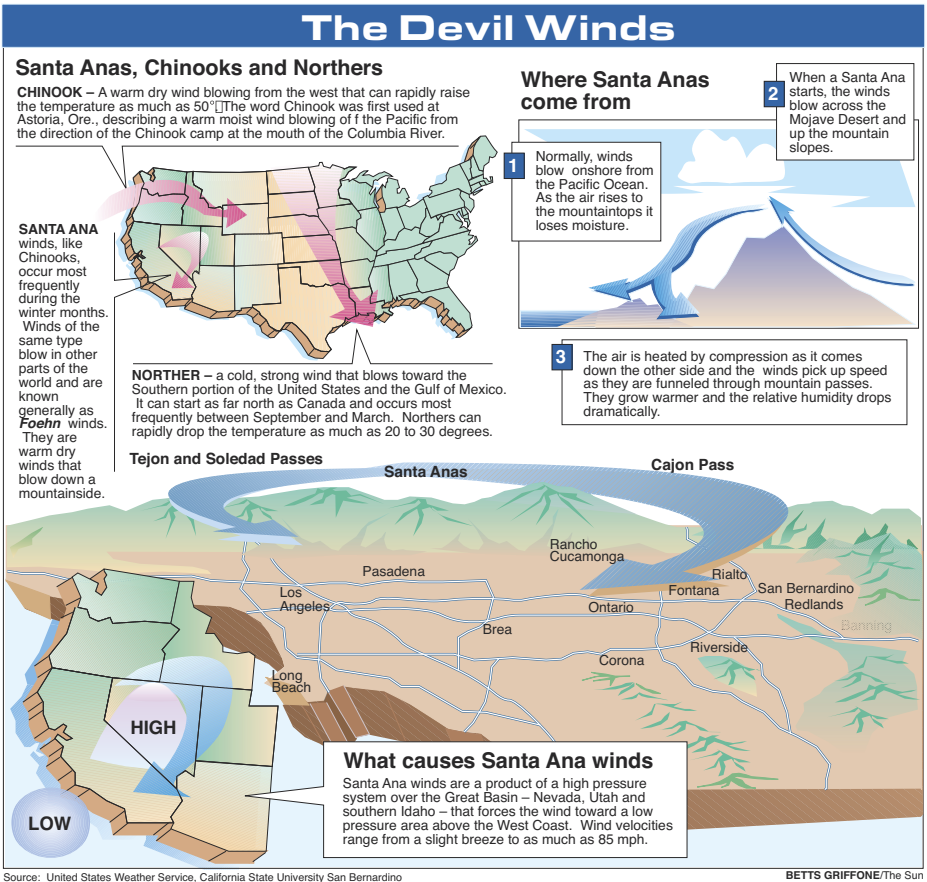 The Devil Winds
Santa Anas, Chinooks and Northers
CHINOOK – A warm dry wind blowing from the west that can rapidly raise
the temperature as much as 50°▯The word Chinook was first used at
Astoria, Ore., describing a warm moist wind blowing of f the Pacific from
the direction of the Chinook camp at the mouth of the Columbia River.
SANTA ANA
winds, like
Chinooks,
occur most
frequently
during the
winter months.
Winds of the
same type
blow in other
parts of the
world and are
known
generally as
Foehn winds.
They are
warm dry
winds that
blow down a
mountainside.
NORTHER – a cold, strong wind that blows toward the
Southern portion of the United States and the Gulf of Mexico.
It can start as far north as Canada and occurs most
frequently between September and March. Northers can
rapidly drop the temperature as much as 20 to 30 degrees.
Where Santa Anas
come from
1
Normally, winds
blow onshore from
the Pacific Ocean.
As the air rises to
the mountaintops it
loses moisture.
2
When a Santa Ana
starts, the winds
blow across the
Mojave Desert and
up the mountain
slopes.
3
The air is heated by compression as it comes
down the other side and the winds pick up speed
as they are funneled through mountain passes.
They grow warmer and the relative humidity drops
dramatically.
Tejon and Soledad Passes
Santa Anas
Cajon Pass
Rancho
Cucamonga
Pasadena
Rialto
Los
Angeles
Fontana
San Bernardino
Ontario
Redlands
Brea
Banning
Riverside
Corona
Long
Beach
HIGH
LOW
What causes Santa Ana winds
Santa Ana winds are a product of a high pressure
system over the Great Basin – Nevada, Utah and
southern Idaho – that forces the wind toward a low
pressure area above the West Coast. Wind velocities
range from a slight breeze to as much as 85 mph.
Source: United States Weather Service, California State University San Bernardino
BETTS GRIFFONE/The Sun